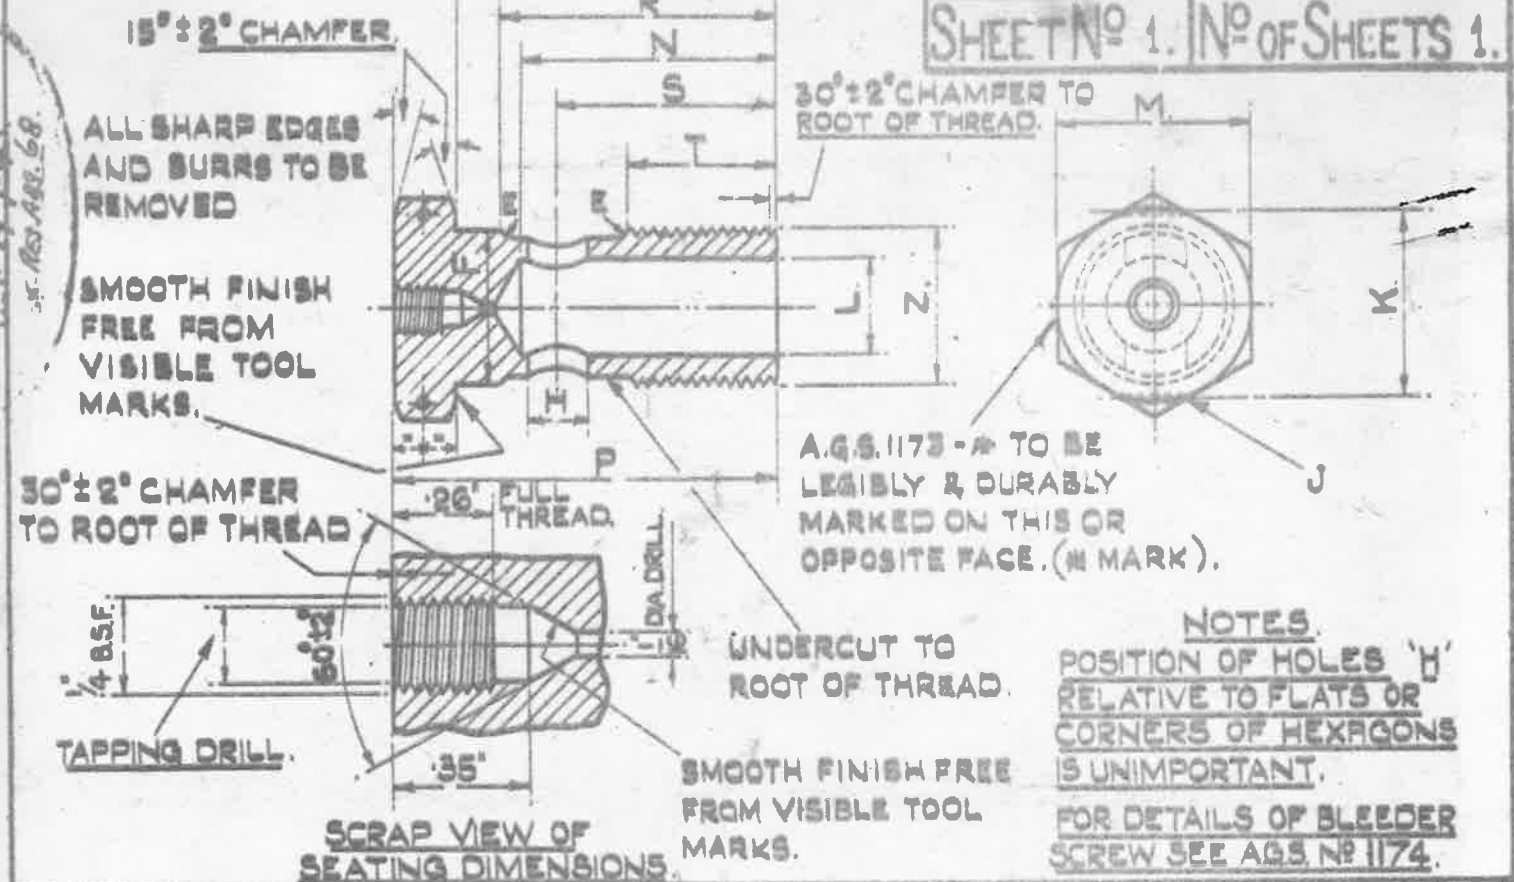 SHEET Nº 1. Nº OF SHEETS 1.
15° ± 2° CHAMFER.
R
N
S
T
30° ± 2° CHAMFER TO
ROOT OF THREAD.
M.
ALL SHARP EDGES
AND BURRS TO BE
REMOVED
SMOOTH FINISH
FREE FROM
VISIBLE TOOL
MARKS.
F
L
Z.
K
H
P
J
A.G.S. 1173 - * TO BE
LEGIBLY & DURABLY
MARKED ON THIS OR
OPPOSITE FACE. (* MARK).
30° ± 2° CHAMFER
TO ROOT OF THREAD
.26"
FULL
THREAD.
DIA. DRILL.
1/4" B.S.F.
60° ± 2°
TAPPING DRILL.
.35"
UNDERCUT TO
ROOT OF THREAD.
SMOOTH FINISH FREE
FROM VISIBLE TOOL
MARKS.
SCRAP VIEW OF
SEATING DIMENSIONS.
NOTES.
POSITION OF HOLES 'H'
RELATIVE TO FLATS OR
CORNERS OF HEXAGONS
IS UNIMPORTANT.
FOR DETAILS OF BLEEDER
SCREW SEE A.G.S. Nº 1174.